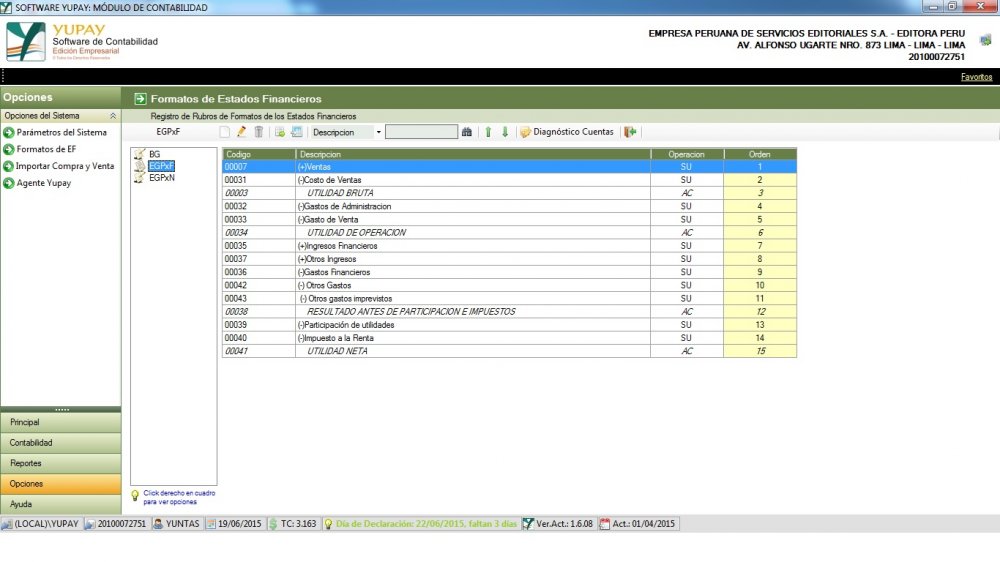 SOFTWARE YUPAY: MÓDULO DE CONTABILIDAD
YUPAY
Software de Contabilidad
Edición Empresarial
EMPRESA PERUANA DE SERVICIOS EDITORIALES S.A. - EDITORA PERU
AV. ALFONSO UGARTE NRO. 873 LIMA - LIMA - LIMA
20100072751
Favoritos
Opciones
Opciones del Sistema
Parámetros del Sistema
Formatos de EF
Importar Compra y Venta
Agente Yupay
Formatos de Estados Financieros
Registro de Rubros de Formatos de los Estados Financieros
EGPxF Descripcion Diagnóstico Cuentas
BG
EGPxF
EGPxN
Codigo Descripcion Operacion Orden
00007 (+)Ventas SU 1
00031 (-)Costo de Ventas SU 2
00003 UTILIDAD BRUTA AC 3
00032 (-)Gastos de Administracion SU 4
00033 (-)Gasto de Venta SU 5
00034 UTILIDAD DE OPERACION AC 6
00035 (+)Ingresos Financieros SU 7
00037 (+)Otros Ingresos SU 8
00036 (-)Gastos Financieros SU 9
00042 (-) Otros Gastos SU 10
00043 (-) Otros gastos imprevistos SU 11
00038 RESULTADO ANTES DE PARTICIPACION E IMPUESTOS AC 12
00039 (-)Participación de utilidades SU 13
00040 (-)Impuesto a la Renta SU 14
00041 UTILIDAD NETA AC 15
Principal
Contabilidad
Reportes
Opciones
Ayuda
Click derecho en cuadro
para ver opciones
(LOCAL)\YUPAY 20100072751 YUNTAS 19/06/2015 TC: 3.163 Día de Declaración: 22/06/2015, faltan 3 días Ver.Act.: 1.6.08 Act.: 01/04/2015